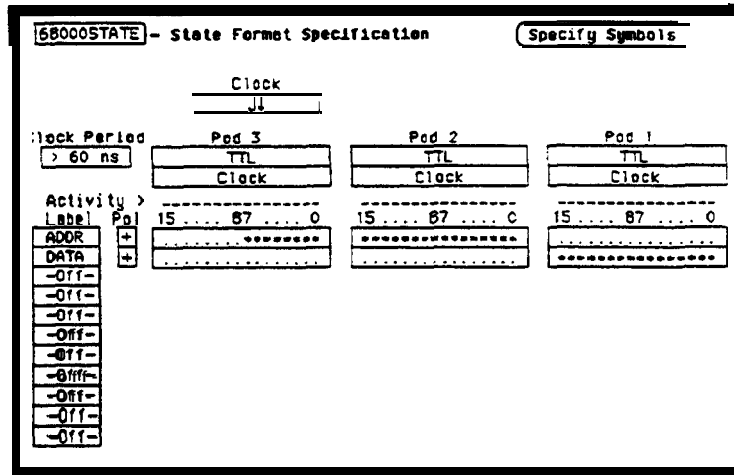 68000STATE - State Format Specification Specify Symbols
Clock
J↓
Clock Period Pod 3 Pod 2 Pod 1
> 60 ns TTL TTL TTL
Clock Clock Clock
Activity > ---------------- ---------------- ----------------
Label Pol 15 .... 87 .... 0 15 .... 87 .... 0 15 .... 87 .... 0
ADDR + ........******** **************** ................
DATA + ................ ................ ****************
-Off-
-Off-
-Off-
-Off-
-Off-
-Off-
-Off-
-Off-
-Off-